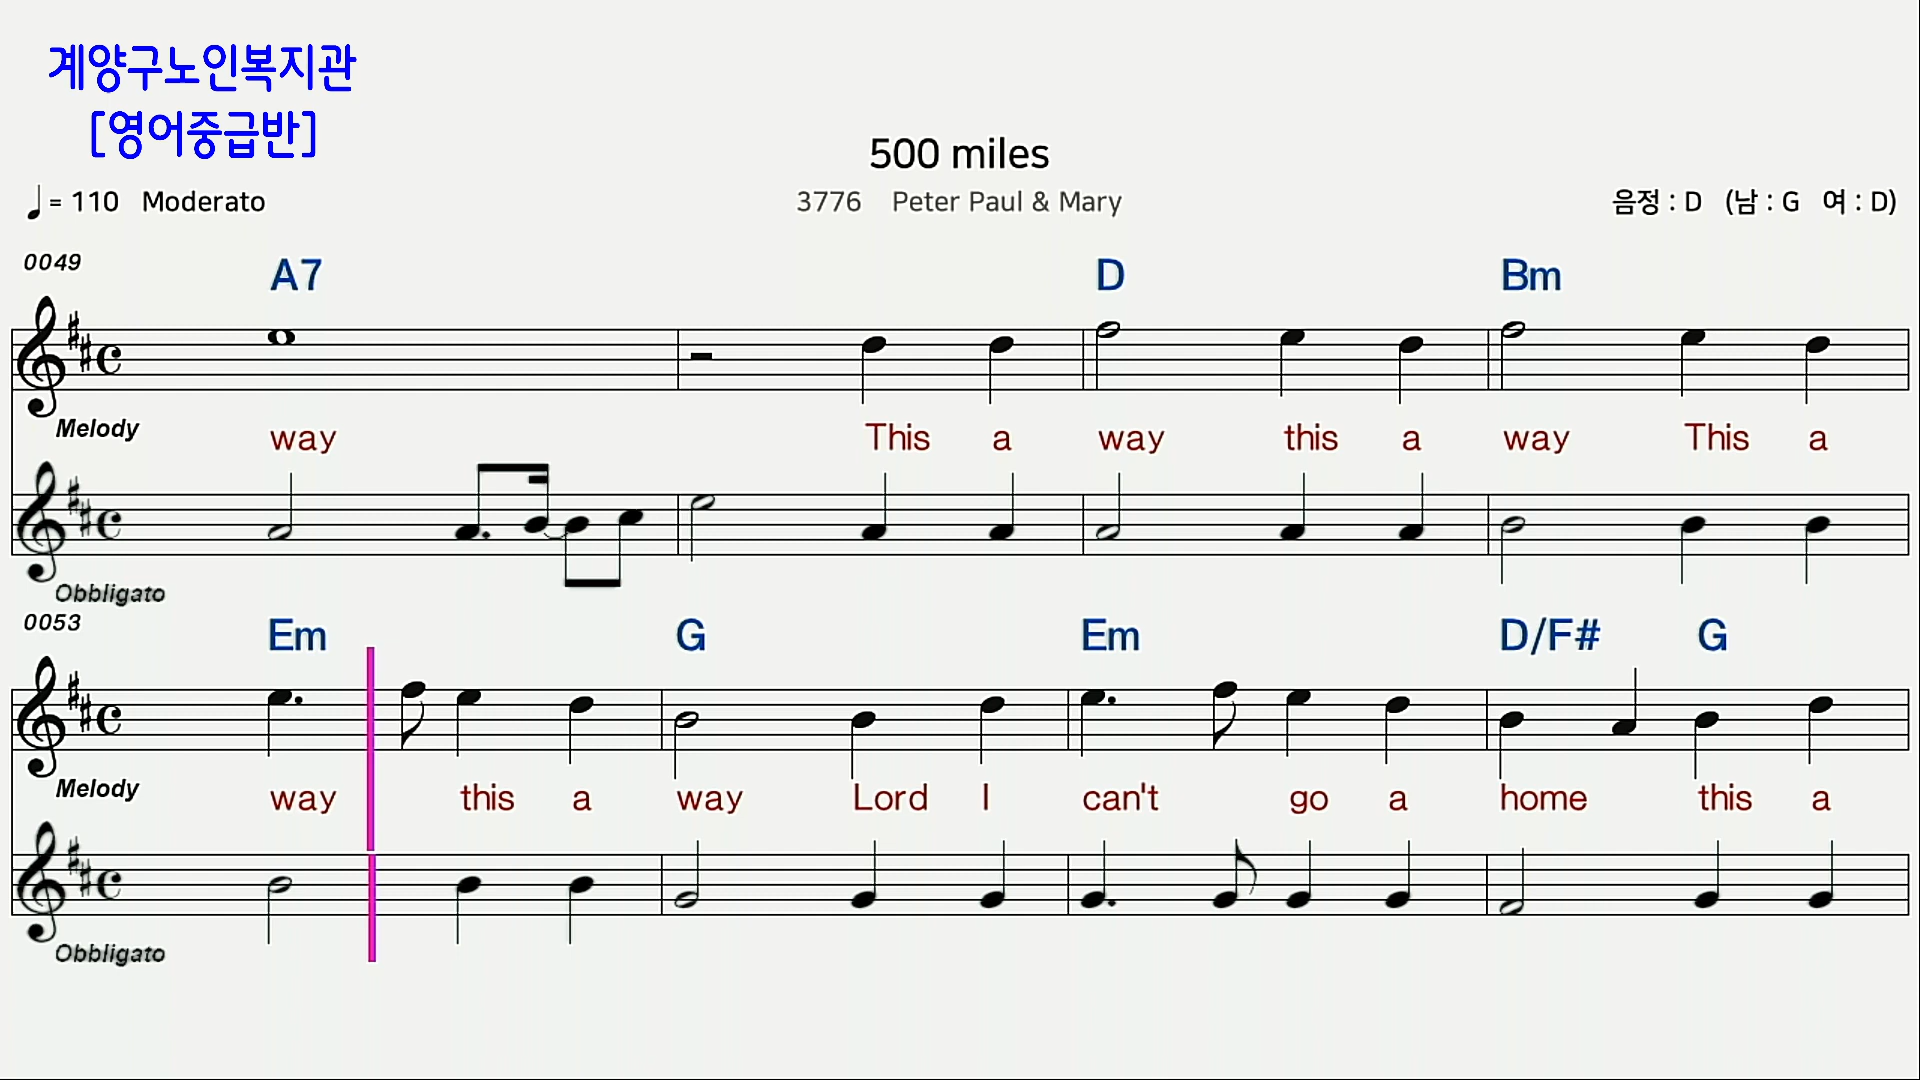 계양구노인복지관
[영어중급반]
500 miles
♩= 110 Moderato
3776 Peter Paul & Mary
음정 : D (남 : G 여 : D)
0049
A7 D Bm
Melody
way This a way this a way This a
Obbligato
0053
Em G Em D/F# G
Melody
way this a way Lord I can't go a home this a
Obbligato